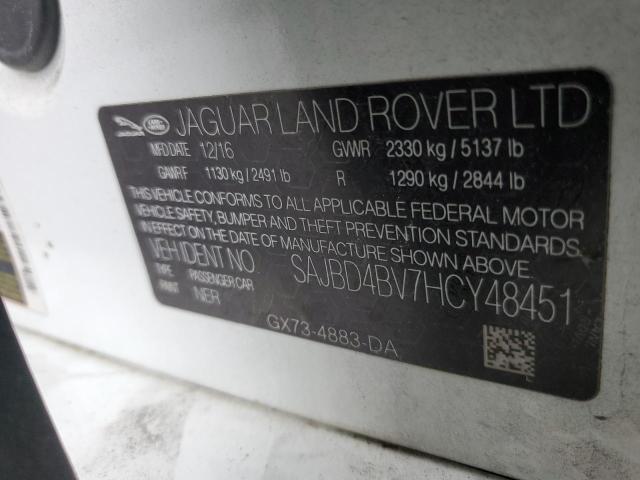 JAGUAR LAND ROVER LTD
MFD DATE 12/16 GVWR 2330 kg / 5137 lb
GAWR F 1130 kg / 2491 lb R 1290 kg / 2844 lb
THIS VEHICLE CONFORMS TO ALL APPLICABLE FEDERAL MOTOR
VEHICLE SAFETY, BUMPER AND THEFT PREVENTION STANDARDS
IN EFFECT ON THE DATE OF MANUFACTURE SHOWN ABOVE.
VEH IDENT NO SAJBD4BV7HCY48451
TYPE PASSENGER CAR
PAINT NER
GX73-4883-DA